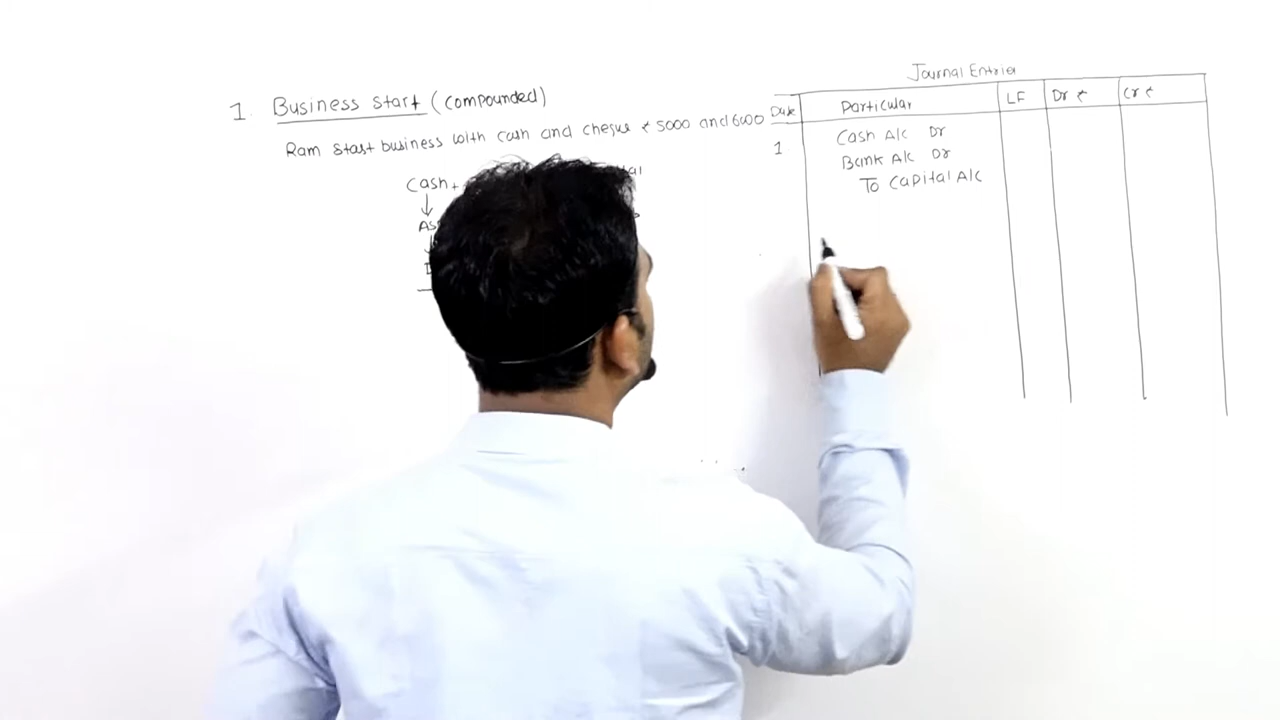 1. Business start (compounded)
Ram start business with cash and cheque ₹ 5000 and 6000
Cash +
Journal Entries
Date Particular LF Dr ₹ Cr ₹
1. Cash A/c Dr
Bank A/c Dr
To Capital A/c